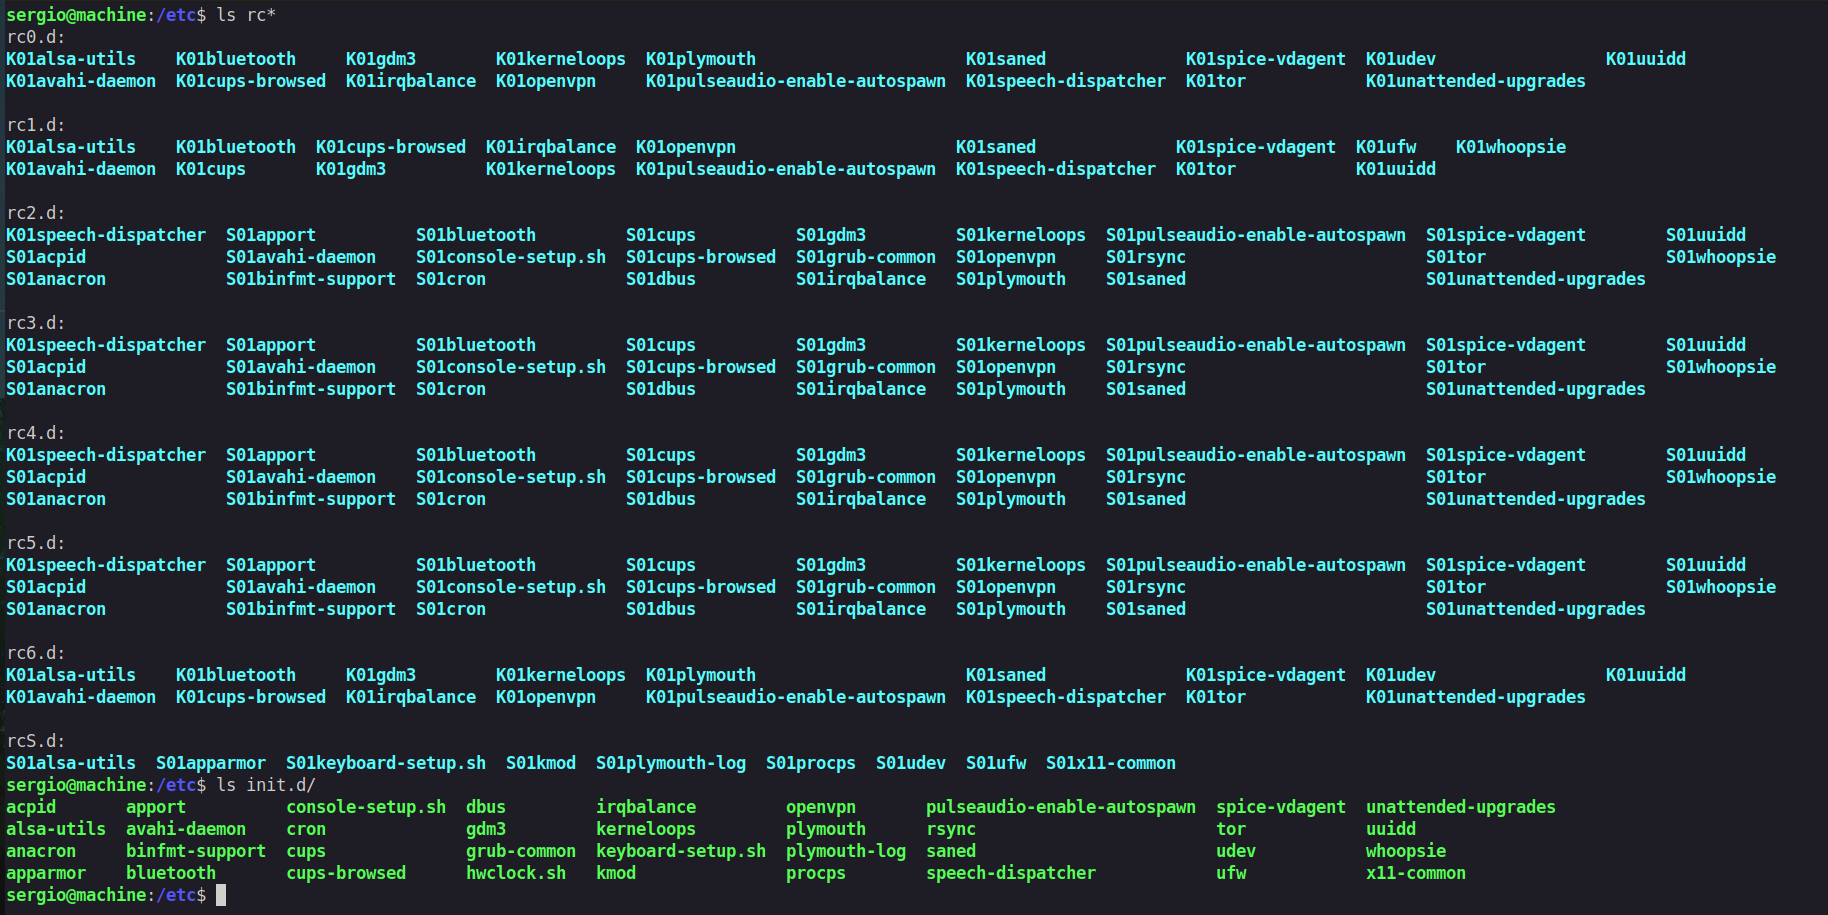 sergio@machine:/etc$ ls rc*
rc0.d:
K01alsa-utils    K01bluetooth     K01gdm3        K01kerneloops  K01plymouth                     K01saned              K01spice-vdagent  K01udev                 K01uuidd
K01avahi-daemon  K01cups-browsed  K01irqbalance  K01openvpn     K01pulseaudio-enable-autospawn  K01speech-dispatcher  K01tor            K01unattended-upgrades

rc1.d:
K01alsa-utils    K01bluetooth  K01cups-browsed  K01irqbalance  K01openvpn                      K01saned              K01spice-vdagent  K01ufw    K01whoopsie
K01avahi-daemon  K01cups       K01gdm3          K01kerneloops  K01pulseaudio-enable-autospawn  K01speech-dispatcher  K01tor            K01uuidd

rc2.d:
K01speech-dispatcher  S01apport          S01bluetooth         S01cups          S01gdm3         S01kerneloops  S01pulseaudio-enable-autospawn  S01spice-vdagent        S01uuidd
S01acpid              S01avahi-daemon    S01console-setup.sh  S01cups-browsed  S01grub-common  S01openvpn     S01rsync                        S01tor                  S01whoopsie
S01anacron            S01binfmt-support  S01cron              S01dbus          S01irqbalance   S01plymouth    S01saned                        S01unattended-upgrades

rc3.d:
K01speech-dispatcher  S01apport          S01bluetooth         S01cups          S01gdm3         S01kerneloops  S01pulseaudio-enable-autospawn  S01spice-vdagent        S01uuidd
S01acpid              S01avahi-daemon    S01console-setup.sh  S01cups-browsed  S01grub-common  S01openvpn     S01rsync                        S01tor                  S01whoopsie
S01anacron            S01binfmt-support  S01cron              S01dbus          S01irqbalance   S01plymouth    S01saned                        S01unattended-upgrades

rc4.d:
K01speech-dispatcher  S01apport          S01bluetooth         S01cups          S01gdm3         S01kerneloops  S01pulseaudio-enable-autospawn  S01spice-vdagent        S01uuidd
S01acpid              S01avahi-daemon    S01console-setup.sh  S01cups-browsed  S01grub-common  S01openvpn     S01rsync                        S01tor                  S01whoopsie
S01anacron            S01binfmt-support  S01cron              S01dbus          S01irqbalance   S01plymouth    S01saned                        S01unattended-upgrades

rc5.d:
K01speech-dispatcher  S01apport          S01bluetooth         S01cups          S01gdm3         S01kerneloops  S01pulseaudio-enable-autospawn  S01spice-vdagent        S01uuidd
S01acpid              S01avahi-daemon    S01console-setup.sh  S01cups-browsed  S01grub-common  S01openvpn     S01rsync                        S01tor                  S01whoopsie
S01anacron            S01binfmt-support  S01cron              S01dbus          S01irqbalance   S01plymouth    S01saned                        S01unattended-upgrades

rc6.d:
K01alsa-utils    K01bluetooth     K01gdm3        K01kerneloops  K01plymouth                     K01saned              K01spice-vdagent  K01udev                 K01uuidd
K01avahi-daemon  K01cups-browsed  K01irqbalance  K01openvpn     K01pulseaudio-enable-autospawn  K01speech-dispatcher  K01tor            K01unattended-upgrades

rcS.d:
S01alsa-utils  S01apparmor  S01keyboard-setup.sh  S01kmod  S01plymouth-log  S01procps  S01udev  S01ufw  S01x11-common
sergio@machine:/etc$ ls init.d/
acpid       apport          console-setup.sh  dbus         irqbalance         openvpn       pulseaudio-enable-autospawn  spice-vdagent  unattended-upgrades
alsa-utils  avahi-daemon    cron              gdm3         kerneloops         plymouth      rsync                        tor            uuidd
anacron     binfmt-support  cups              grub-common  keyboard-setup.sh  plymouth-log  saned                        udev           whoopsie
apparmor    bluetooth       cups-browsed      hwclock.sh   kmod               procps        speech-dispatcher            ufw            x11-common
sergio@machine:/etc$